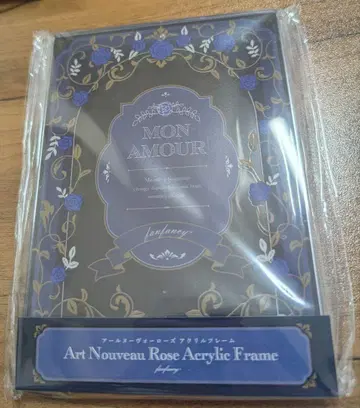 MON
AMOUR
fanfancy+
アールヌーヴォーローズ アクリルフレーム
Art Nouveau Rose Acrylic Frame
fanfancy+